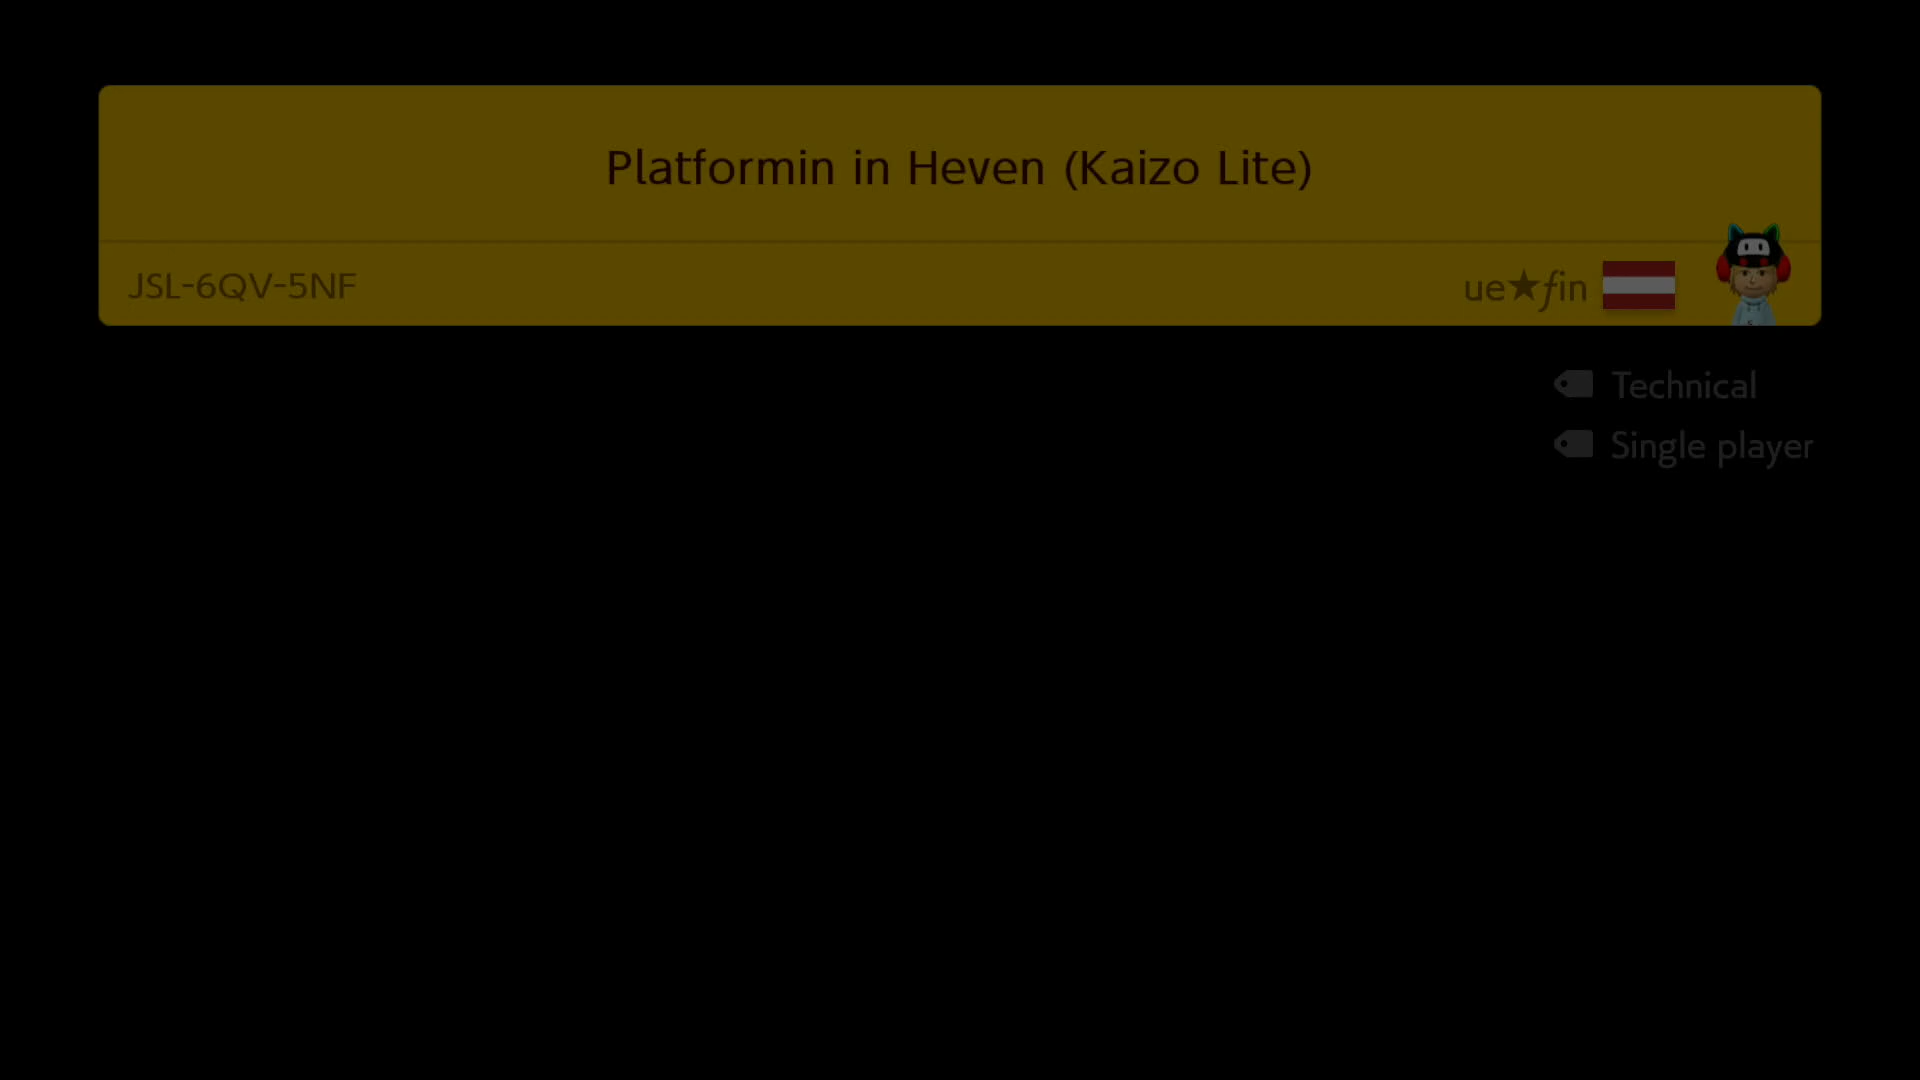 Platformin in Heven (Kaizo Lite)
JSL-6QV-5NF
ue★ƒin
Technical
Single player